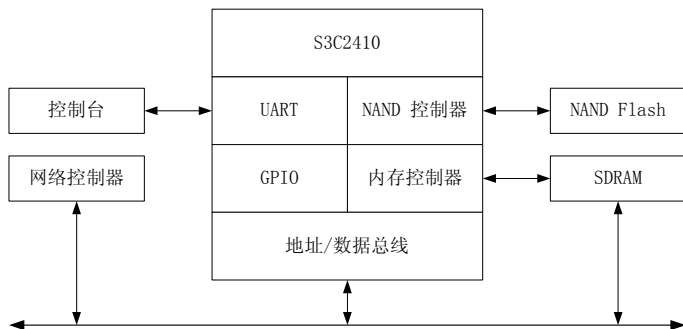 S3C2410
控制台
UART
NAND 控制器
NAND Flash
网络控制器
GPIO
内存控制器
SDRAM
地址/数据总线